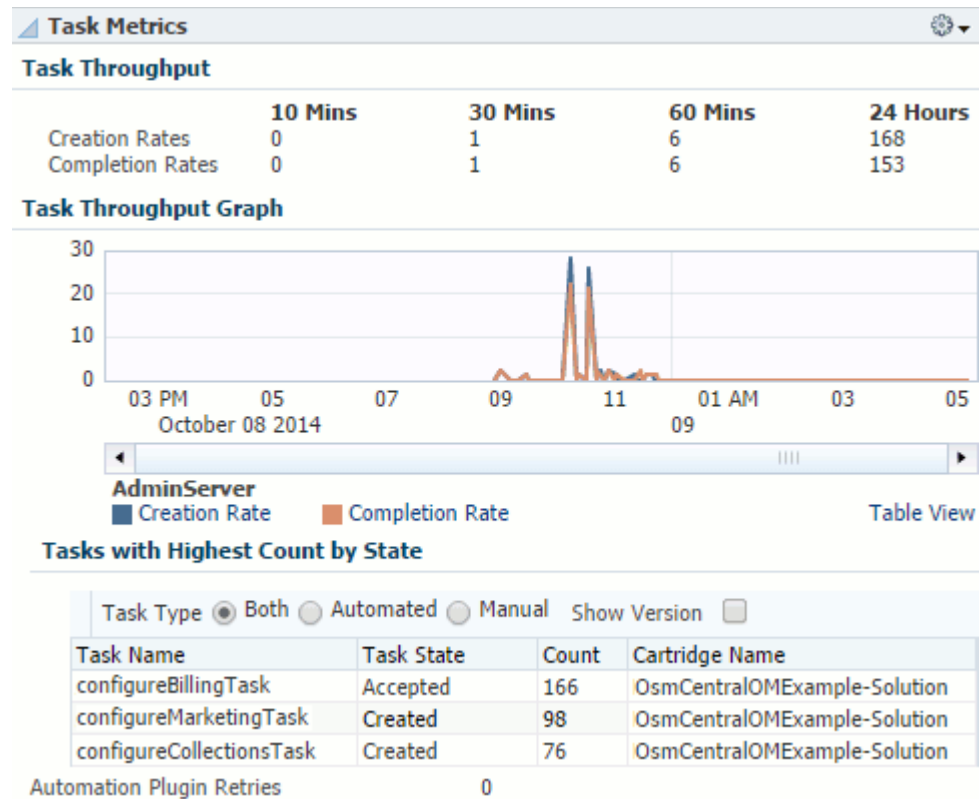 Task Metrics
Task Throughput
10 Mins 30 Mins 60 Mins 24 Hours
Creation Rates 0 1 6 168
Completion Rates 0 1 6 153
Task Throughput Graph
30
20
10
0
03 PM 05 07 09 11 01 AM 03 05
October 08 2014 09
AdminServer
Creation Rate Completion Rate Table View
Tasks with Highest Count by State
Task Type Both Automated Manual Show Version
Task Name Task State Count Cartridge Name
configureBillingTask Accepted 166 OsmCentralOMExample-Solution
configureMarketingTask Created 98 OsmCentralOMExample-Solution
configureCollectionsTask Created 76 OsmCentralOMExample-Solution
Automation Plugin Retries 0